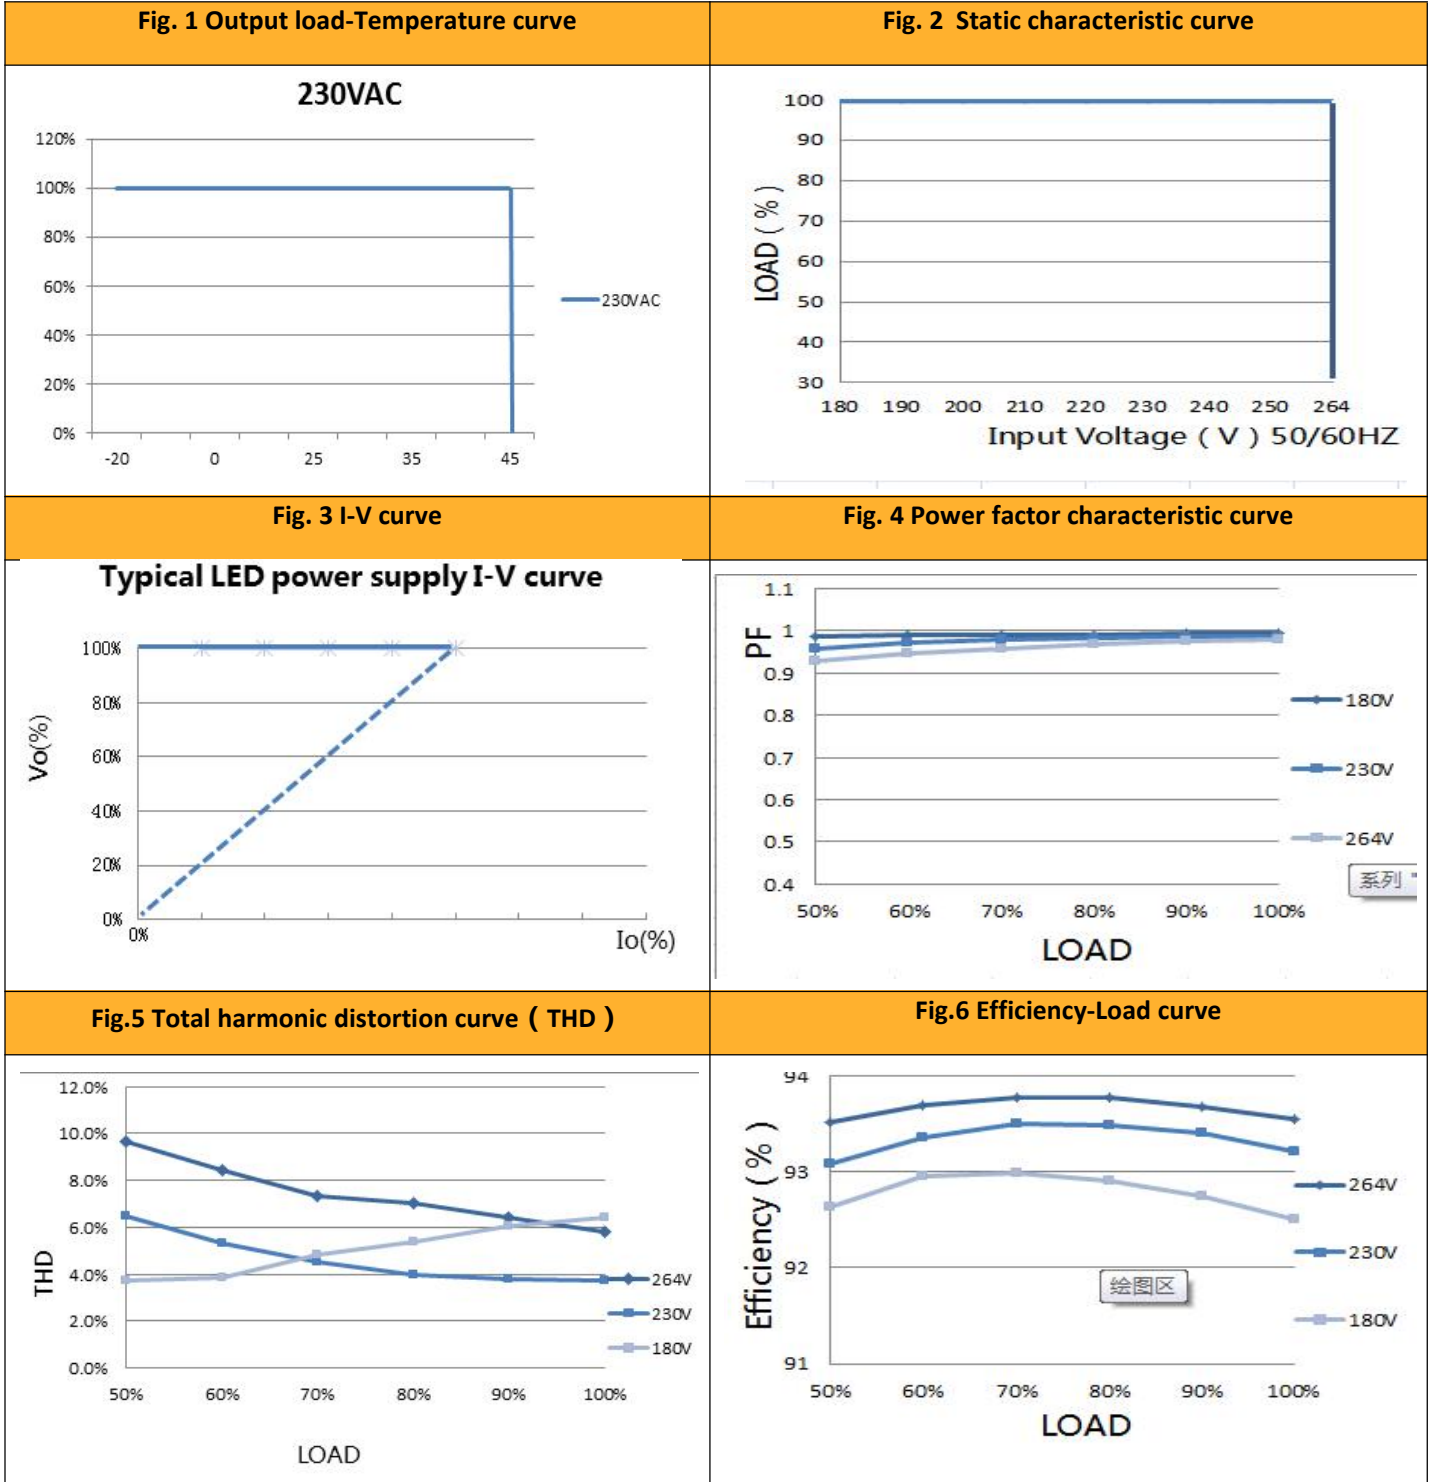 Fig. 1 Output load-Temperature curve
Fig. 2 Static characteristic curve
230VAC
120%
100%
80%
60%
40%
20%
0%
-20 0 25 35 45
230VAC
LOAD ( % )
100
90
80
70
60
50
40
30
180 190 200 210 220 230 240 250 264
Input Voltage ( V ) 50/60HZ
Fig. 3 I-V curve
Fig. 4 Power factor characteristic curve
Typical LED power supply I-V curve
Vo(%)
100%
80%
60%
40%
20%
0%
0%
Io(%)
PF
1.1
1
0.9
0.8
0.7
0.6
0.5
0.4
50% 60% 70% 80% 90% 100%
LOAD
180V
230V
264V
系列 "
Fig.5 Total harmonic distortion curve ( THD )
Fig.6 Efficiency-Load curve
THD
12.0%
10.0%
8.0%
6.0%
4.0%
2.0%
0.0%
50% 60% 70% 80% 90% 100%
LOAD
264V
230V
180V
Efficiency ( % )
94
93
92
91
50% 60% 70% 80% 90% 100%
LOAD
264V
230V
180V
绘图区